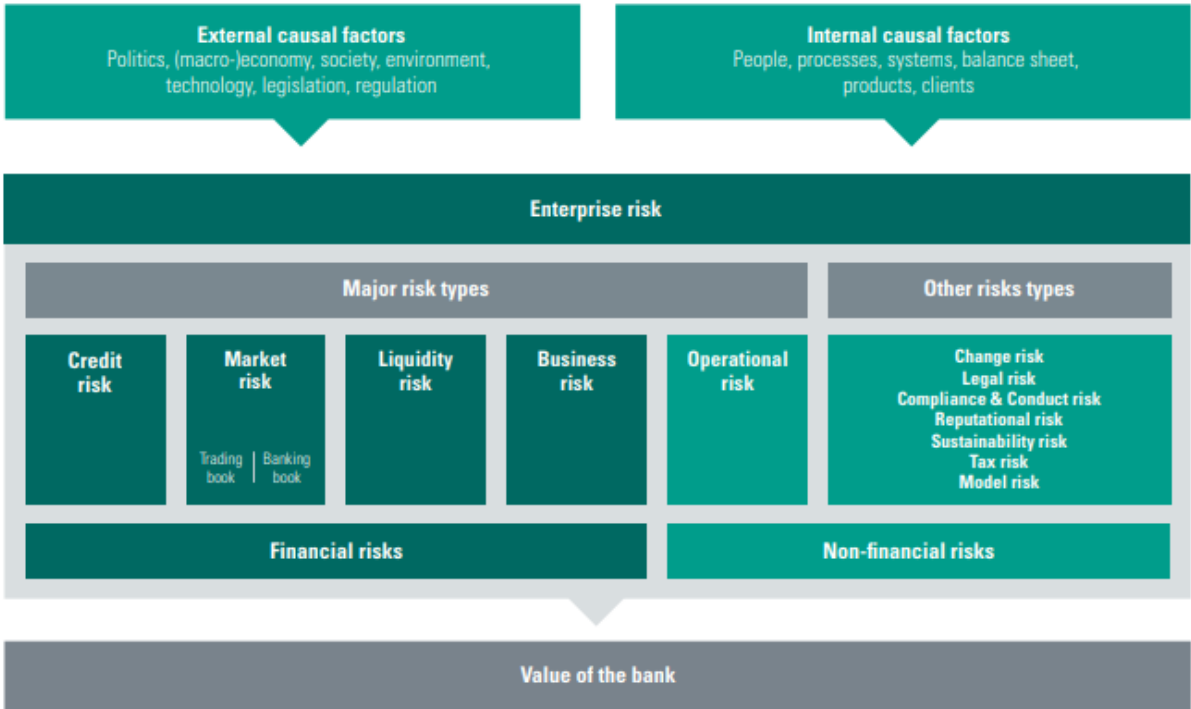 External causal factors
Politics, (macro-)economy, society, environment,
technology, legislation, regulation
Internal causal factors
People, processes, systems, balance sheet,
products, clients
Enterprise risk
Major risk types
Other risks types
Credit
risk
Market
risk
Trading
book
Banking
book
Liquidity
risk
Business
risk
Operational
risk
Change risk
Legal risk
Compliance & Conduct risk
Reputational risk
Sustainability risk
Tax risk
Model risk
Financial risks
Non-financial risks
Value of the bank